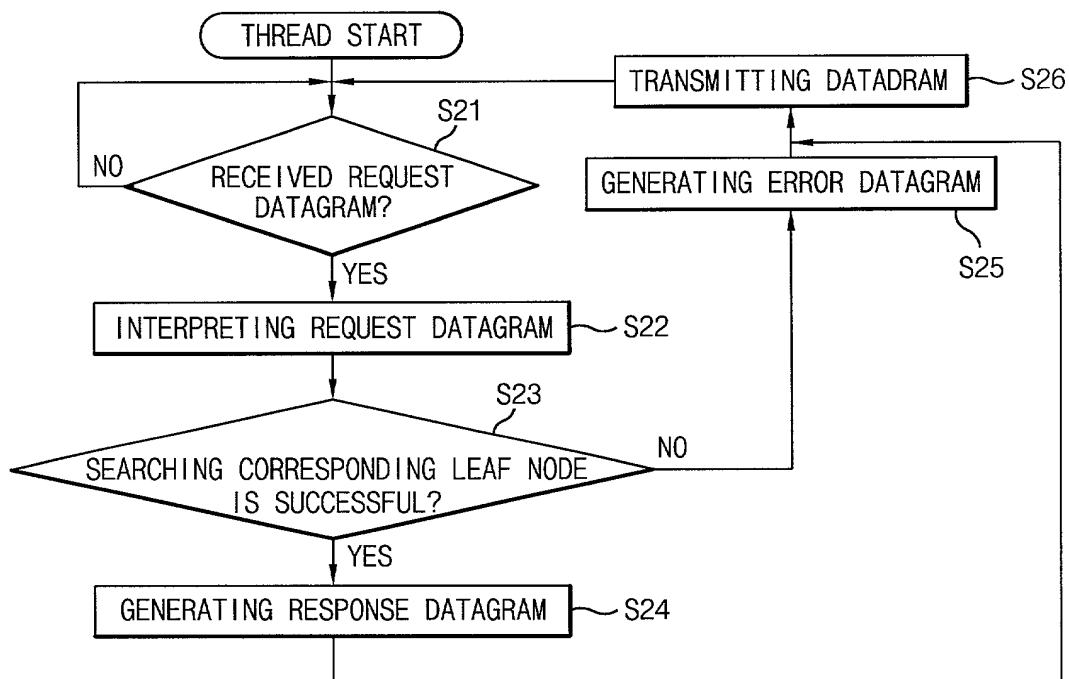 THREAD START
TRANSMITTING DATADRAM
S26
S21
NO
RECEIVED REQUEST
DATAGRAM?
GENERATING ERROR DATAGRAM
S25
YES
INTERPRETING REQUEST DATAGRAM
S22
S23
NO
SEARCHING CORRESPONDING LEAF NODE
IS SUCCESSFUL?
YES
GENERATING RESPONSE DATAGRAM
S24